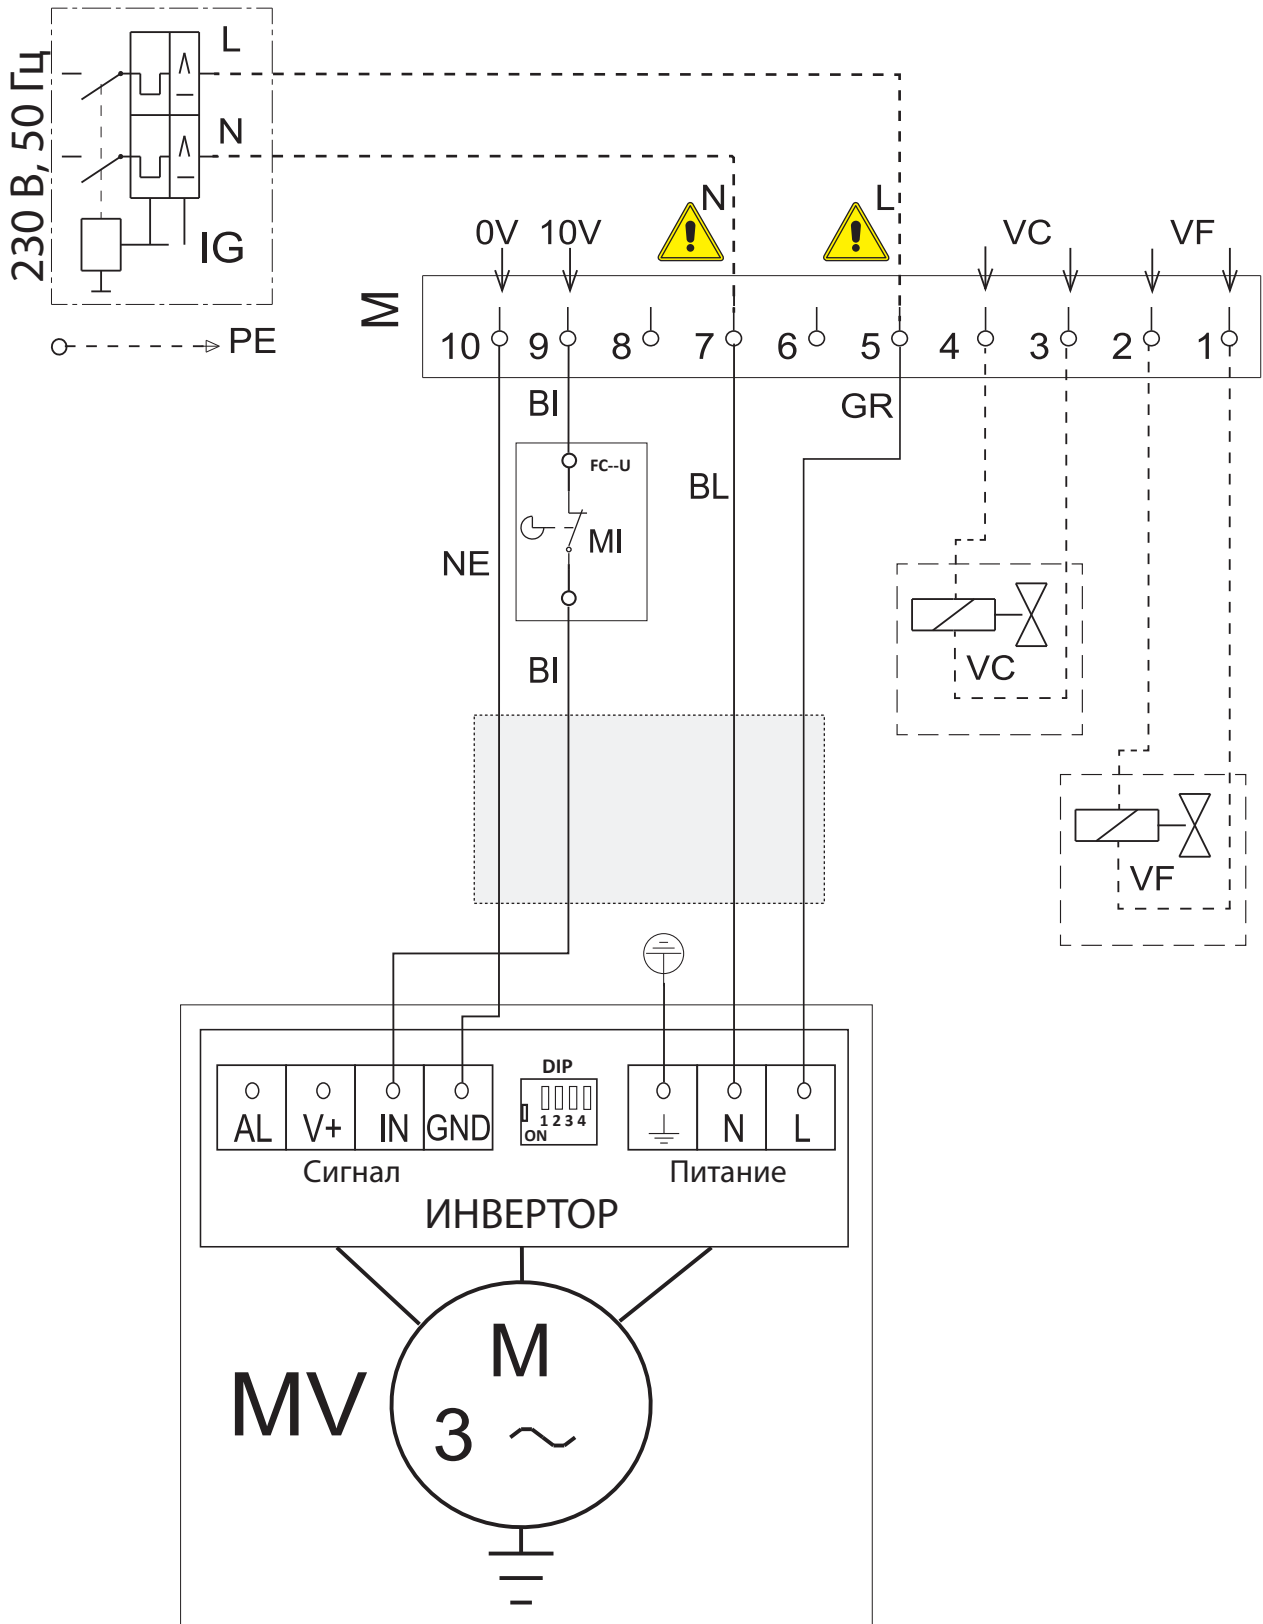 230 В, 50 Гц
L
N
IG
PE
N
L
0V 10V
VC
VF
M
10 9 8 7 6 5 4 3 2 1
BI
GR
FC--U
BL
MI
NE
BI
VC
VF
DIP
1 2 3 4
ON
AL V+ IN GND
N L
Сигнал
Питание
ИНВЕРТОР
MV
M
3 ~